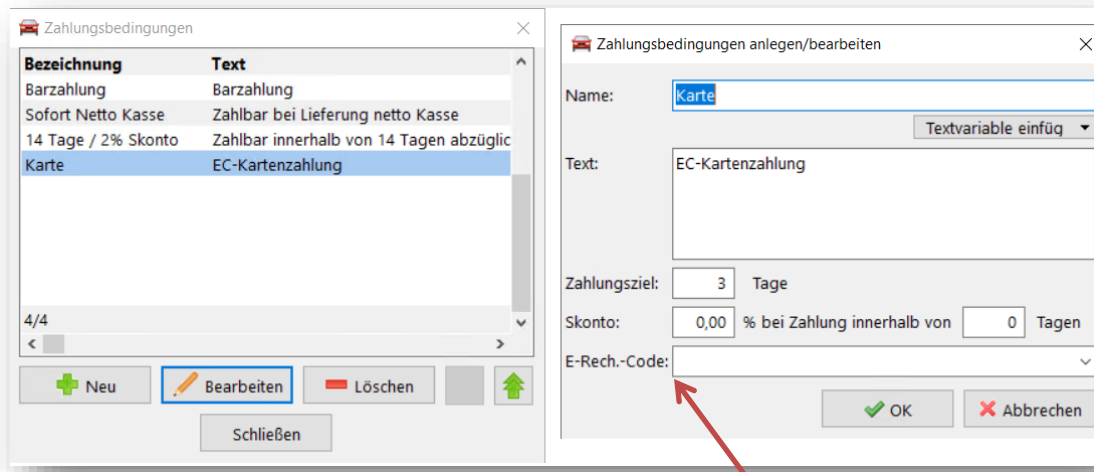 Zahlungsbedingungen
Bezeichnung Text
Barzahlung Barzahlung
Sofort Netto Kasse Zahlbar bei Lieferung netto Kasse
14 Tage / 2% Skonto Zahlbar innerhalb von 14 Tagen abzüglic
Karte EC-Kartenzahlung
4/4
Neu Bearbeiten Löschen
Schließen
Zahlungsbedingungen anlegen/bearbeiten
Name: Karte
Textvariable einfüg
Text: EC-Kartenzahlung
Zahlungsziel: 3 Tage
Skonto: 0,00 % bei Zahlung innerhalb von 0 Tagen
E-Rech.-Code:
OK Abbrechen